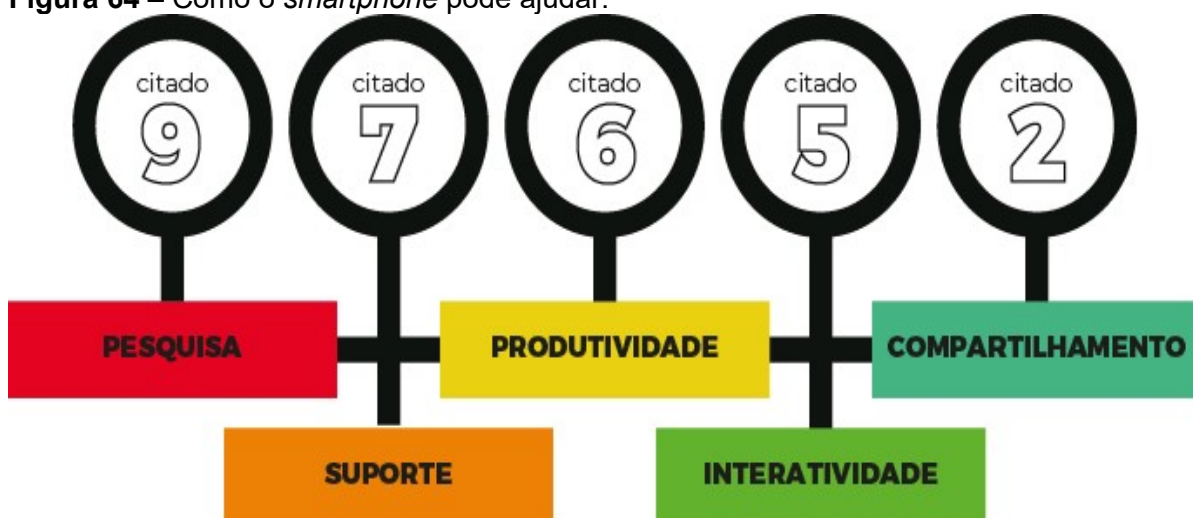 Figura 64 – Como o smartphone pode ajudar.
citado citado citado citado citado
9 7 6 5 2
PESQUISA PRODUTIVIDADE COMPARTILHAMENTO
SUPORTE INTERATIVIDADE